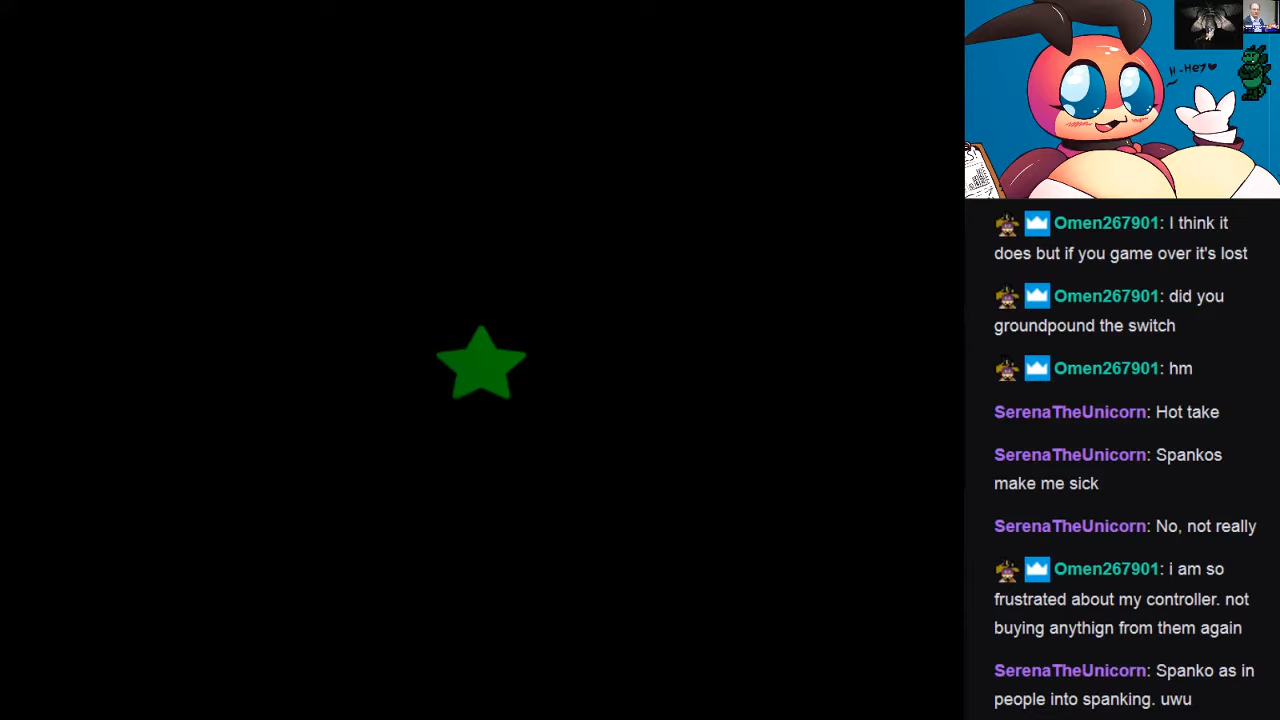 H-Hey♥
Omen267901: I think it
does but if you game over it's lost
Omen267901: did you
groundpound the switch
Omen267901: hm
SerenaTheUnicorn: Hot take
SerenaTheUnicorn: Spankos
make me sick
SerenaTheUnicorn: No, not really
Omen267901: i am so
frustrated about my controller. not
buying anythign from them again
SerenaTheUnicorn: Spanko as in
people into spanking. uwu